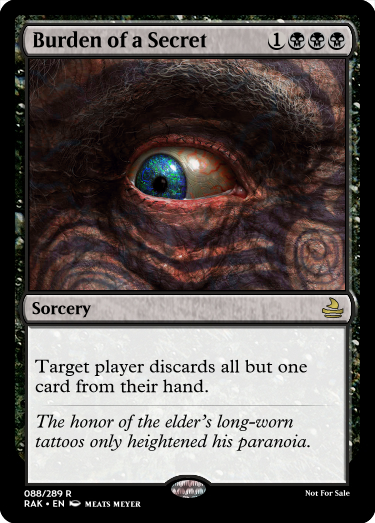 Burden of a Secret 1
Sorcery
Target player discards all but one
card from their hand.
The honor of the elder's long-worn
tattoos only heightened his paranoia.
088/289 R
Not For Sale
RAK • EN MEATS MEYER